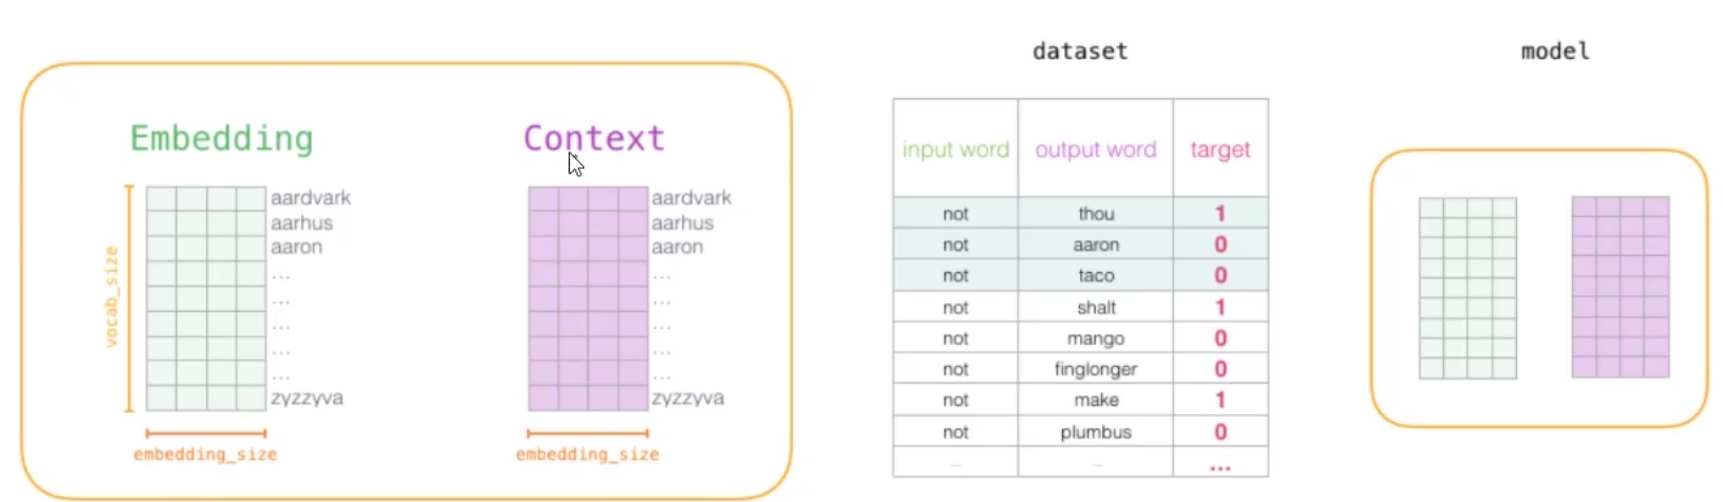 Embedding
Context
aardvark
aarhus
aaron
...
...
...
...
...
zyzzyva
vocab_size
embedding_size
aardvark
aarhus
aaron
...
...
...
...
...
zyzzyva
embedding_size
dataset
input word output word target
not thou 1
not aaron 0
not taco 0
not shalt 1
not mango 0
not finglonger 0
not make 1
not plumbus 0
... ... ...
model